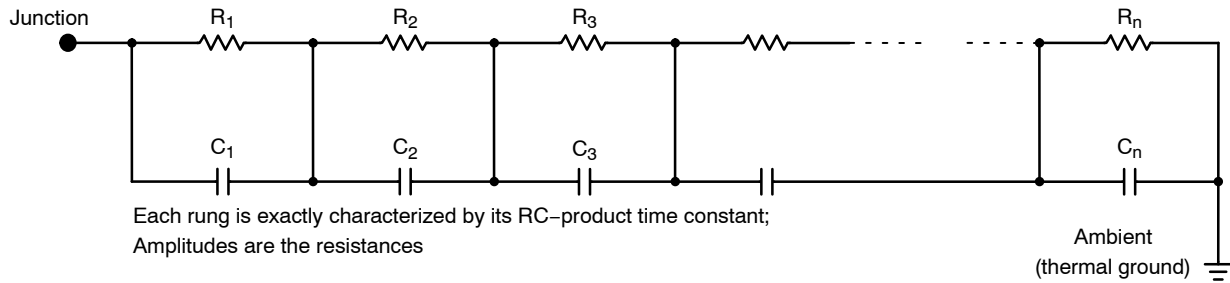 Junction
R1 R2 R3 Rn
C1 C2 C3 Cn
Each rung is exactly characterized by its RC−product time constant;
Amplitudes are the resistances
Ambient
(thermal ground)